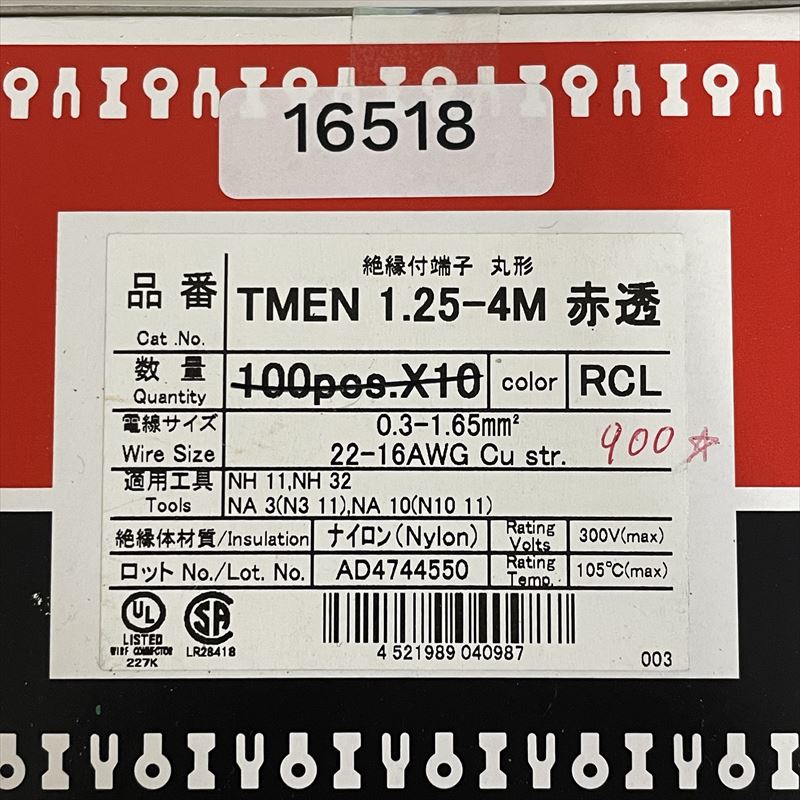 16518
絶縁付端子 丸形
品番 TMEN 1.25-4M 赤透
Cat .No.
数量 100pcs.X10 color RCL
Quantity
電線サイズ 0.3-1.65mm²
Wire Size 22-16AWG Cu str. 900☆
適用工具 NH 11,NH 32
Tools NA 3(N3 11),NA 10(N10 11)
絶縁体材質/Insulation ナイロン(Nylon) Rating Volts 300V(max)
ロット No./Lot. No. AD4744550 Rating Temp. 105℃(max)
UL SA
LISTED LR28418
WIRE CONNECTOR
227K
4 521989 040987
003